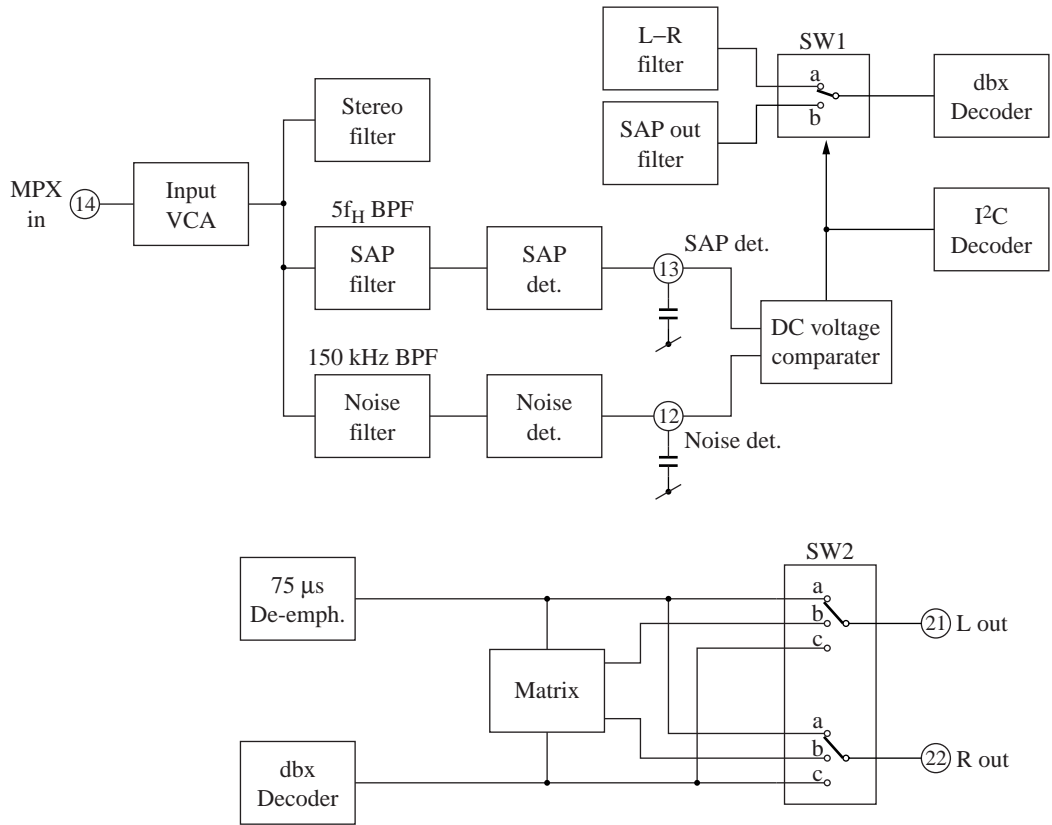 L–R
filter
SW1
a
b
dbx
Decoder
SAP out
filter
Stereo
filter
MPX
in
14
Input
VCA
5fH BPF
SAP
filter
SAP
det.
13
SAP det.
I²C
Decoder
DC voltage
comparater
150 kHz BPF
Noise
filter
Noise
det.
12
Noise det.
75 μs
De-emph.
SW2
a
b
c
21 L out
Matrix
a
b
c
22 R out
dbx
Decoder